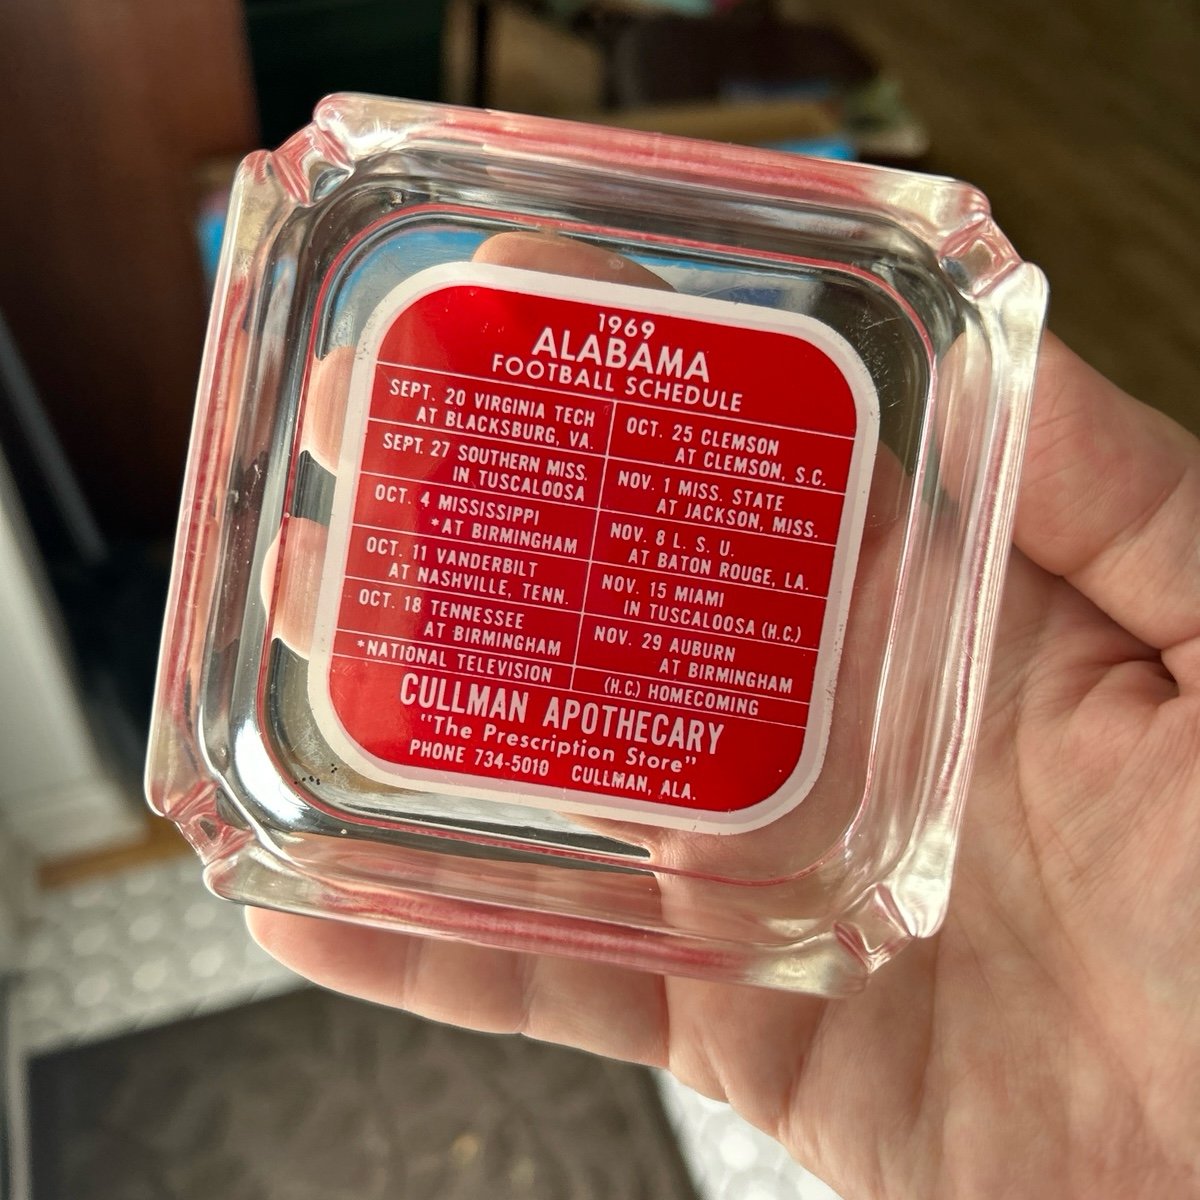 1969
ALABAMA
FOOTBALL SCHEDULE
SEPT. 20 VIRGINIA TECH
AT BLACKSBURG, VA.
SEPT. 27 SOUTHERN MISS.
IN TUSCALOOSA
OCT. 4 MISSISSIPPI
*AT BIRMINGHAM
OCT. 11 VANDERBILT
AT NASHVILLE, TENN.
OCT. 18 TENNESSEE
AT BIRMINGHAM
*NATIONAL TELEVISION
OCT. 25 CLEMSON
AT CLEMSON, S.C.
NOV. 1 MISS. STATE
AT JACKSON, MISS.
NOV. 8 L. S. U.
AT BATON ROUGE, LA.
NOV. 15 MIAMI
IN TUSCALOOSA (H.C.)
NOV. 29 AUBURN
AT BIRMINGHAM
(H.C.) HOMECOMING
CULLMAN APOTHECARY
"The Prescription Store"
PHONE 734-5010 CULLMAN, ALA.